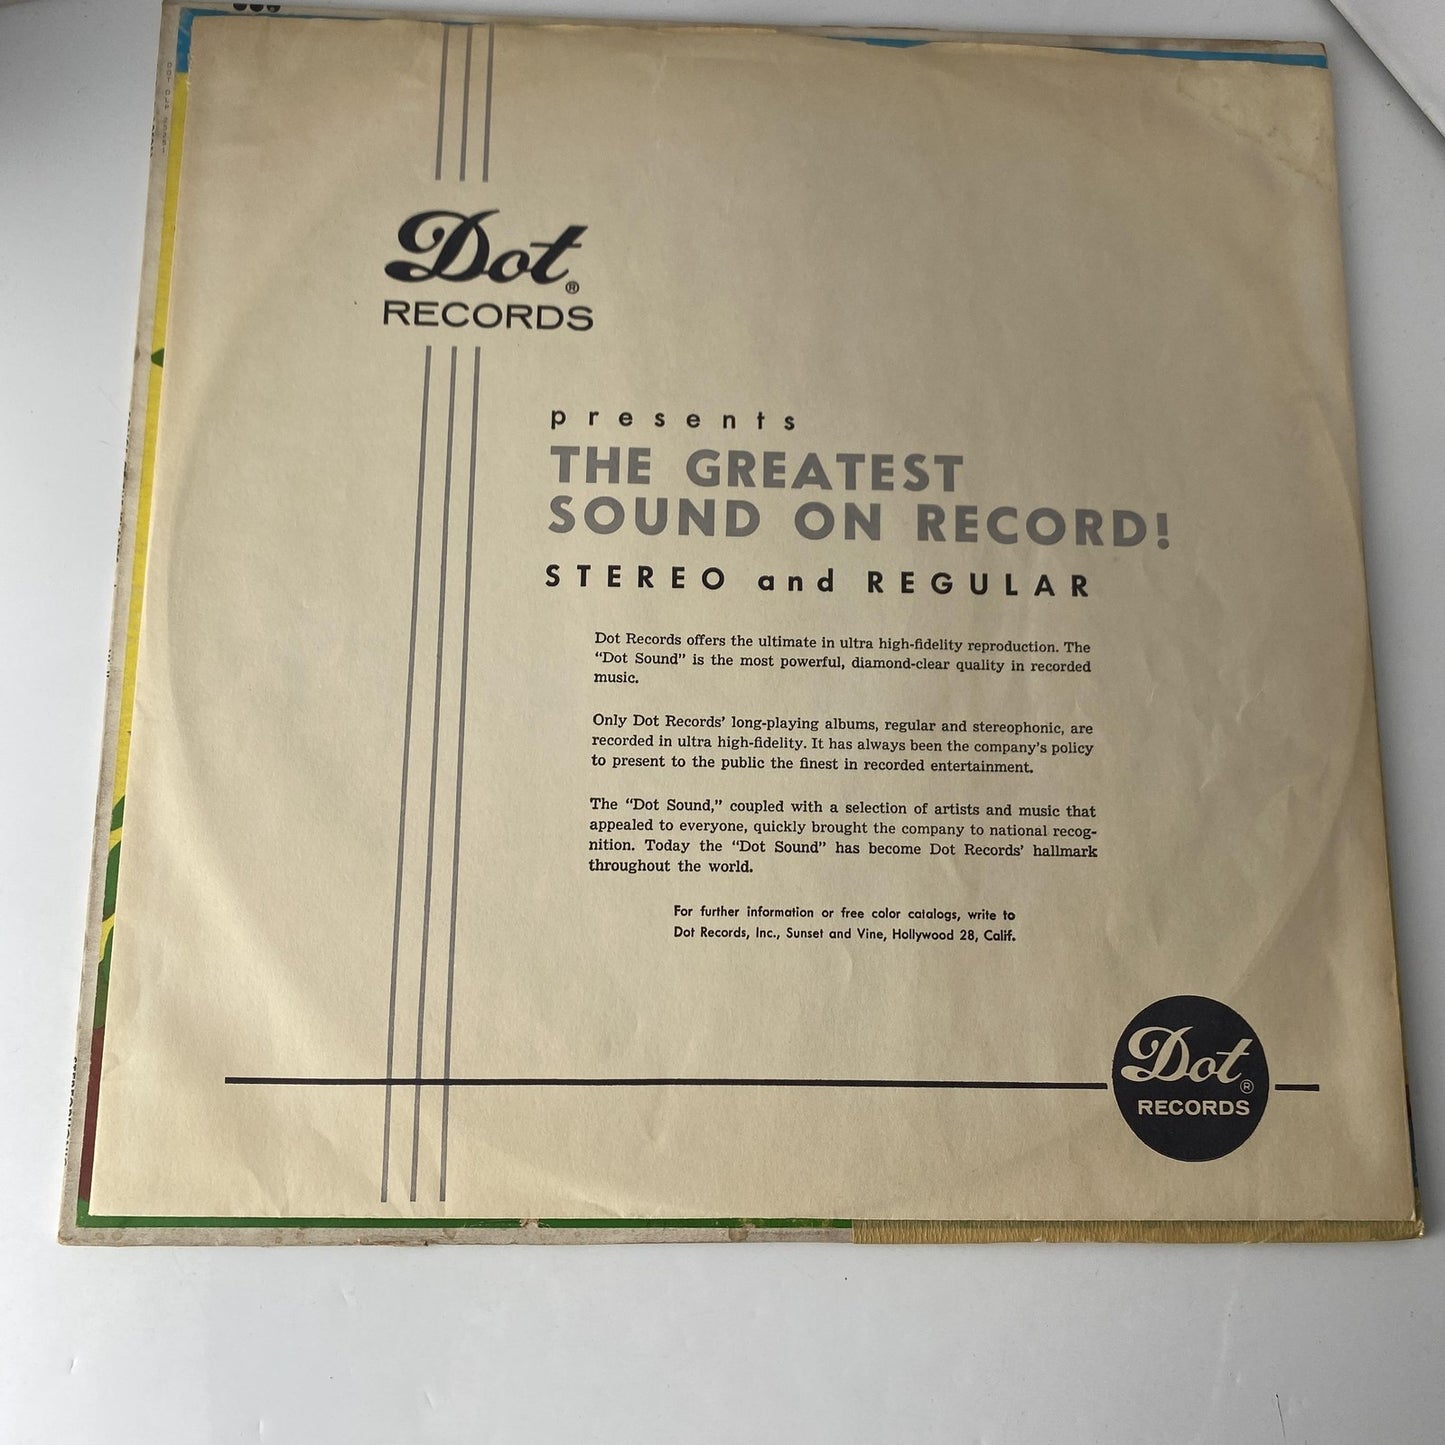 Dot®
RECORDS
presents
THE GREATEST
SOUND ON RECORD!
STEREO and REGULAR
Dot Records offers the ultimate in ultra high-fidelity reproduction. The
“Dot Sound” is the most powerful, diamond-clear quality in recorded
music.
Only Dot Records’ long-playing albums, regular and stereophonic, are
recorded in ultra high-fidelity. It has always been the company’s policy
to present to the public the finest in recorded entertainment.
The “Dot Sound,” coupled with a selection of artists and music that
appealed to everyone, quickly brought the company to national recog-
nition. Today the “Dot Sound” has become Dot Records’ hallmark
throughout the world.
For further information or free color catalogs, write to
Dot Records, Inc., Sunset and Vine, Hollywood 28, Calif.
Dot®
RECORDS
DOT DLP
STEREOPHONIC